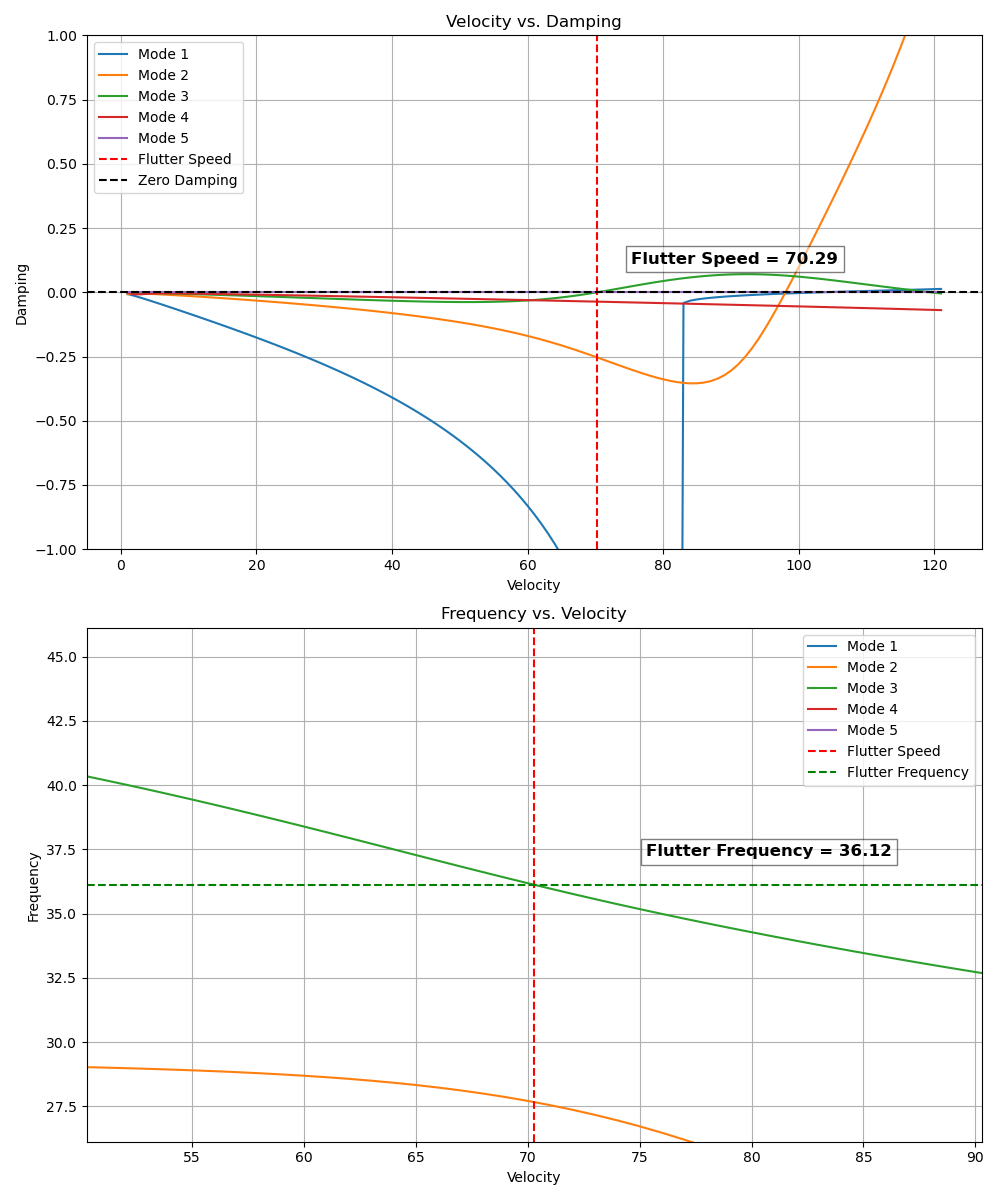 Velocity vs. Damping
1.00
0.75
0.50
0.25
0.00
−0.25
−0.50
−0.75
−1.00
Damping
Mode 1
Mode 2
Mode 3
Mode 4
Mode 5
Flutter Speed
Zero Damping
Flutter Speed = 70.29
0
20
40
60
80
100
120
Velocity
Frequency vs. Velocity
45.0
42.5
40.0
37.5
35.0
32.5
30.0
27.5
Frequency
Mode 1
Mode 2
Mode 3
Mode 4
Mode 5
Flutter Speed
Flutter Frequency
Flutter Frequency = 36.12
55
60
65
70
75
80
85
90
Velocity